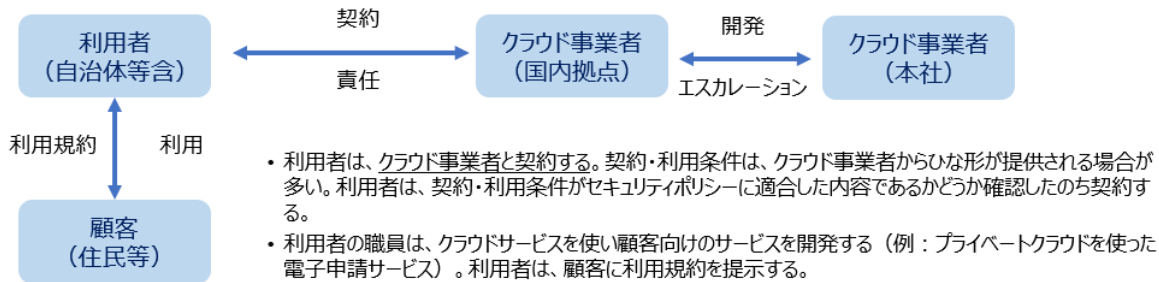 利用者
（自治体等含）
契約
責任
クラウド事業者
（国内拠点）
開発
エスカレーション
クラウド事業者
（本社）
利用規約
利用
顧客
（住民等）
• 利用者は、クラウド事業者と契約する。契約・利用条件は、クラウド事業者からひな形が提供される場合が
多い。利用者は、契約・利用条件がセキュリティポリシーに適合した内容であるかどうか確認したのち契約す
る。
• 利用者の職員は、クラウドサービスを使い顧客向けのサービスを開発する（例：プライベートクラウドを使った
電子申請サービス）。利用者は、顧客に利用規約を提示する。